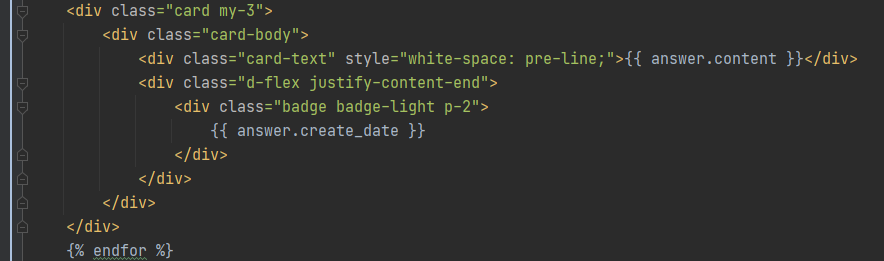 <div class="card my-3">
<div class="card-body">
<div class="card-text" style="white-space: pre-line;">{{ answer.content }}</div>
<div class="d-flex justify-content-end">
<div class="badge badge-light p-2">
{{ answer.create_date }}
</div>
</div>
</div>
</div>
{% endfor %}